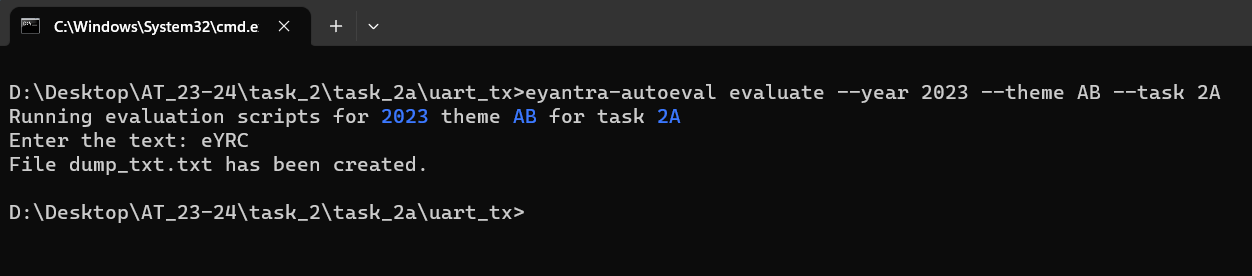 C:\Windows\System32\cmd.e
D:\Desktop\AT_23-24\task_2\task_2a\uart_tx>eyantra-autoeval evaluate --year 2023 --theme AB --task 2A
Running evaluation scripts for 2023 theme AB for task 2A
Enter the text: eYRC
File dump_txt.txt has been created.
D:\Desktop\AT_23-24\task_2\task_2a\uart_tx>